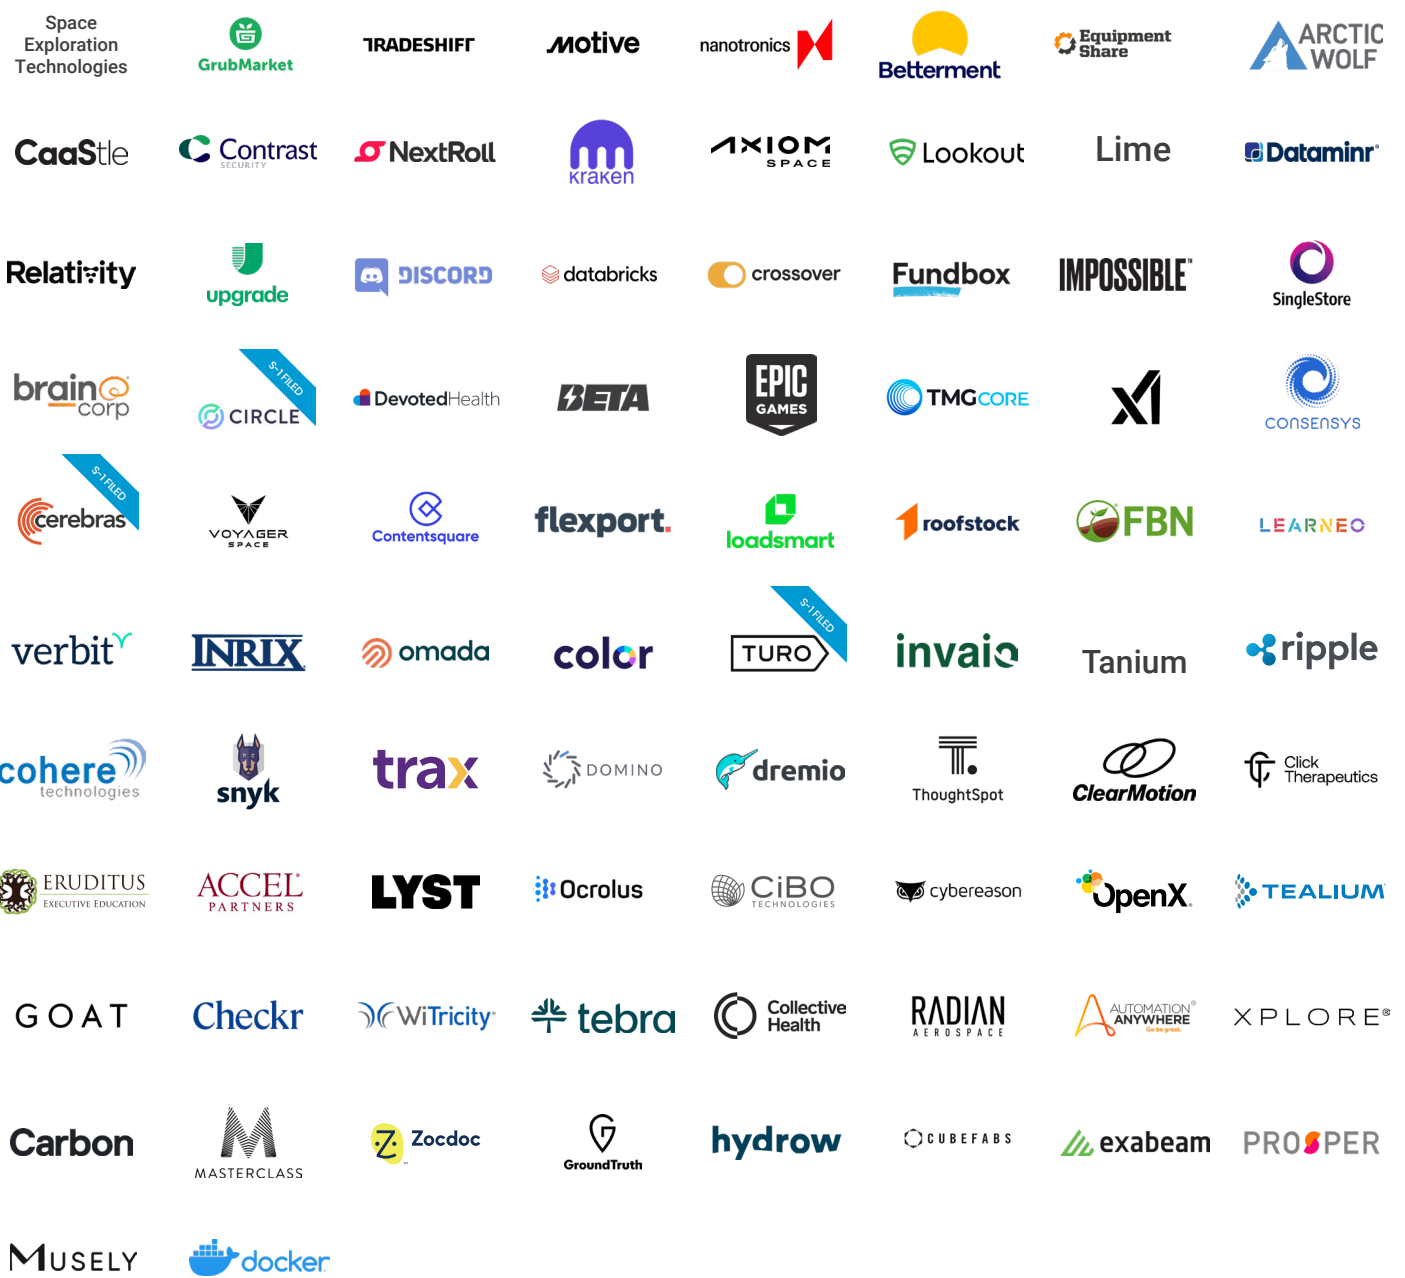 Space
Exploration
Technologies
GrubMarket
TRADESHIFT
motive
nanotronics
Betterment
Equipment
Share
ARCTIC
WOLF
CaaStle
Contrast
SECURITY
NextRoll
kraken
AXIOM
SPACE
Lookout
Lime
Dataminr®
Relativity
upgrade
DISCORD
databricks
crossover
Fundbox
IMPOSSIBLE™
SingleStore
brain
corp
S-1 FILED
CIRCLE
DevotedHealth
BETA
EPIC
GAMES
TMGCORE
xA
CONSENSYS
S-1 FILED
cerebras
VOYAGER
SPACE
Contentsquare
flexport.
loadsmart
roofstock
FBN
LEARNEO
verbit
INRIX
omada
color
S-1 FILED
TURO
invaio
Tanium
ripple
cohere
technologies
snyk
trax
DOMINO
dremio
T.
ThoughtSpot
ClearMotion
Click
Therapeutics
ERUDITUS
EXECUTIVE EDUCATION
ACCEL
PARTNERS
LYST
Ocrolus
CiBO
TECHNOLOGIES
cybereason
OpenX
TEALIUM
GOAT
Checkr
WiTricity
tebra
Collective
Health
RADIAN
AEROSPACE
AUTOMATION®
ANYWHERE
Go be great.
XPLORE®
Carbon
M
MASTERCLASS
Zocdoc
GroundTruth
hydrow
CUBEFABS
exabeam
PROSPER
MUSELY
docker